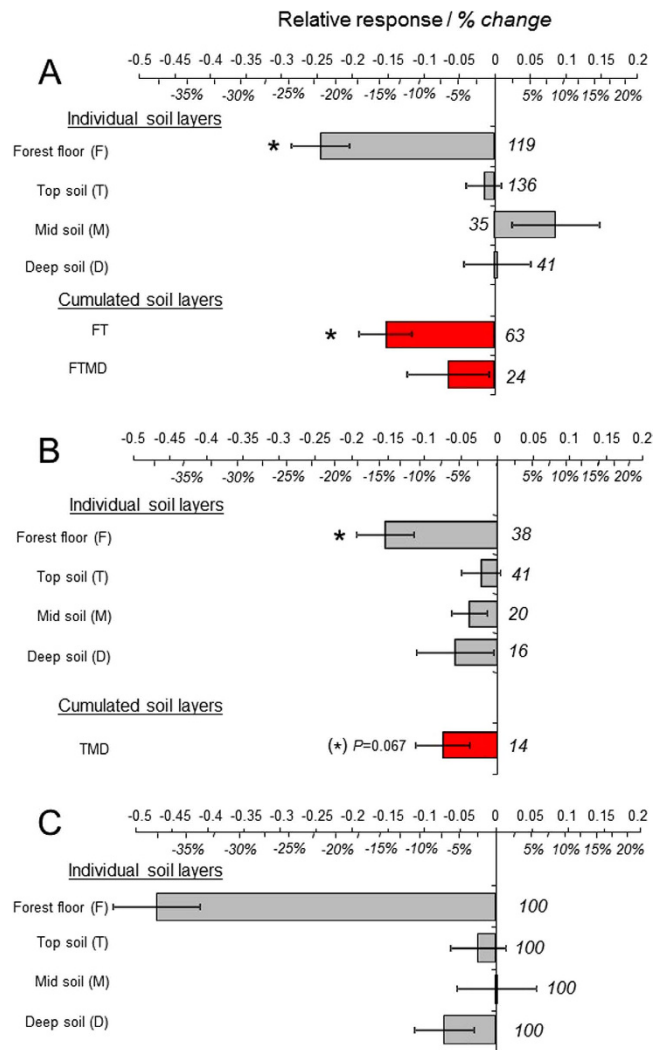 Relative response / % change
-0.5 -0.45 -0.4 -0.35 -0.3 -0.25 -0.2 -0.15 -0.1 -0.05 0 0.05 0.1 0.15 0.2
A
-35% -30% -25% -20% -15% -10% -5% 5% 10% 15% 20%
Individual soil layers
Forest floor (F) * 119
Top soil (T) 136
Mid soil (M) 35
Deep soil (D) 41
Cumulated soil layers
FT * 63
FTMD 24
-0.5 -0.45 -0.4 -0.35 -0.3 -0.25 -0.2 -0.15 -0.1 -0.05 0 0.05 0.1 0.15 0.2
B
-35% -30% -25% -20% -15% -10% -5% 5% 10% 15% 20%
Individual soil layers
Forest floor (F) * 38
Top soil (T) 41
Mid soil (M) 20
Deep soil (D) 16
Cumulated soil layers
TMD (*) P=0.067 14
-0.5 -0.45 -0.4 -0.35 -0.3 -0.25 -0.2 -0.15 -0.1 -0.05 0 0.05 0.1 0.15 0.2
C
-35% -30% -25% -20% -15% -10% -5% 5% 10% 15% 20%
Individual soil layers
Forest floor (F) 100
Top soil (T) 100
Mid soil (M) 100
Deep soil (D) 100